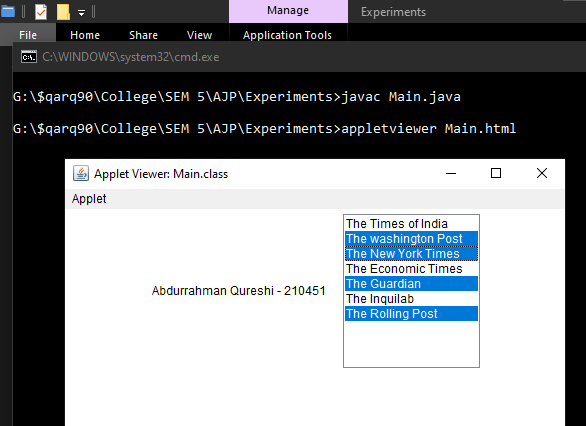 Manage
Experiments
File Home Share View Application Tools
C:\WINDOWS\system32\cmd.exe
G:\$qarq90\College\SEM 5\AJP\Experiments>javac Main.java
G:\$qarq90\College\SEM 5\AJP\Experiments>appletviewer Main.html
Applet Viewer: Main.class
Applet
The Times of India
The washington Post
The New York Times
The Economic Times
The Guardian
The Inquilab
The Rolling Post
Abdurrahman Qureshi - 210451